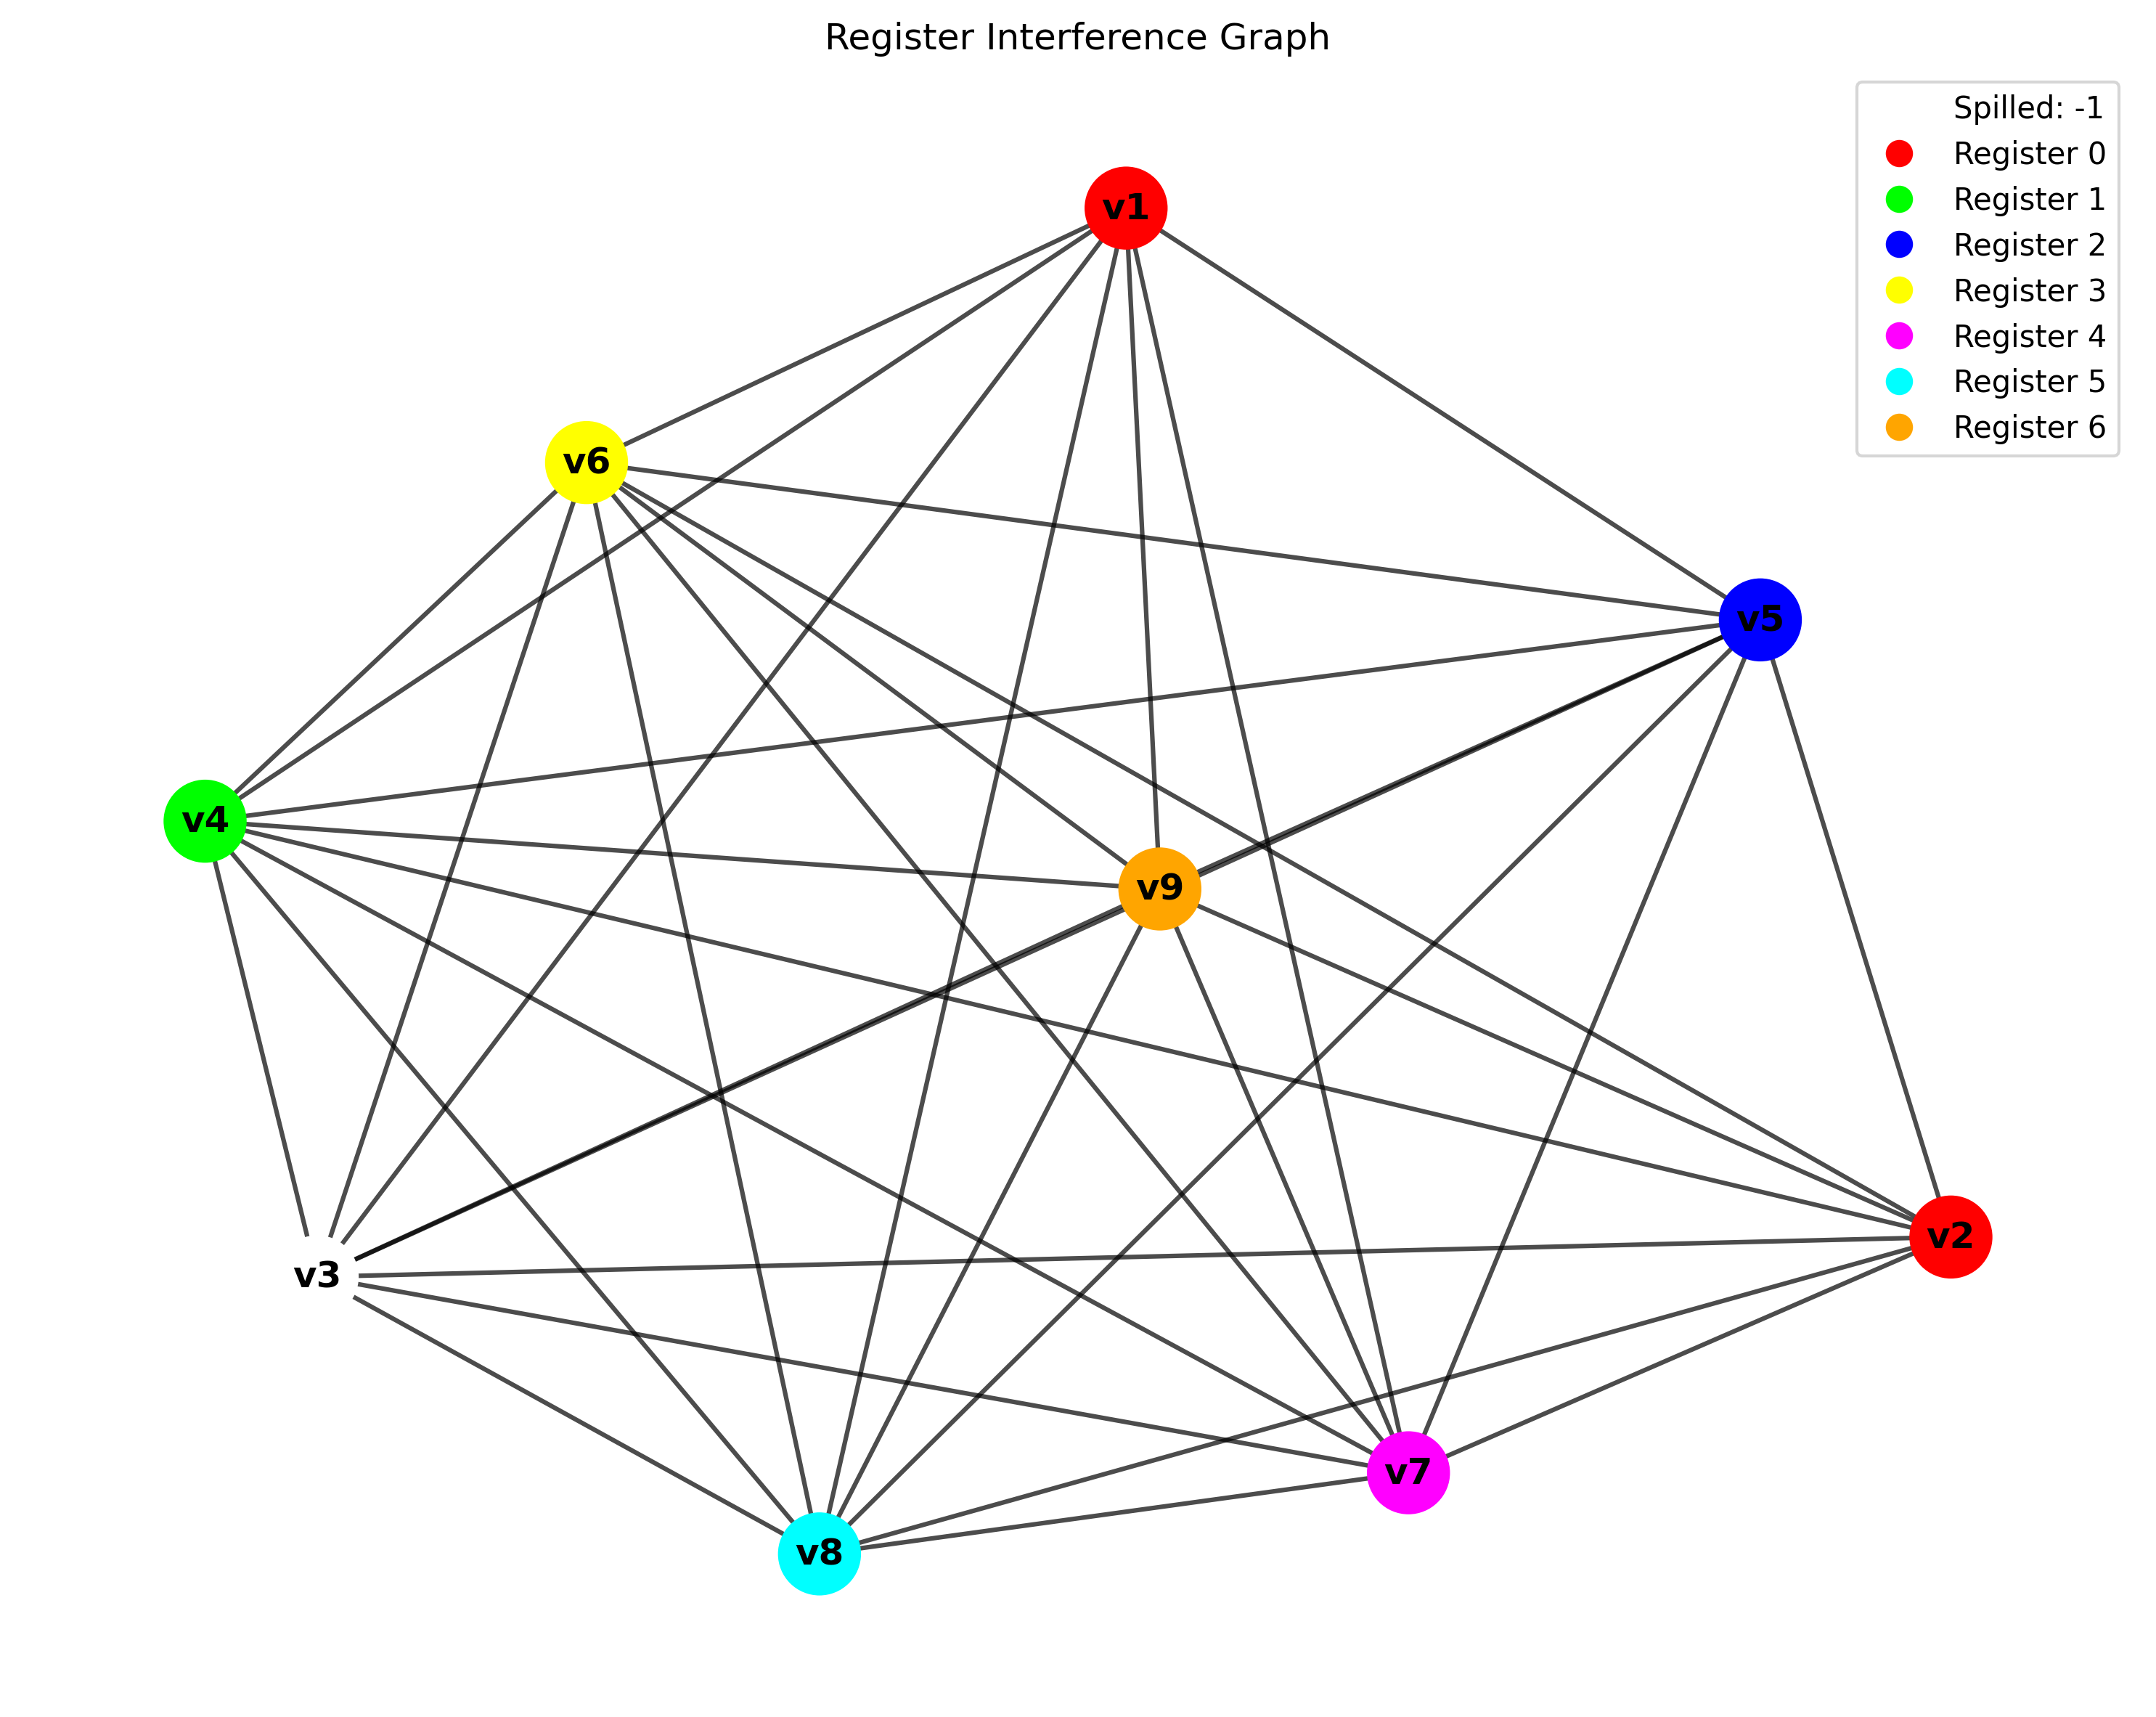 Register Interference Graph
Spilled: -1
Register 0
Register 1
Register 2
Register 3
Register 4
Register 5
Register 6
v1
v6
v5
v4
v9
v2
v3
v7
v8